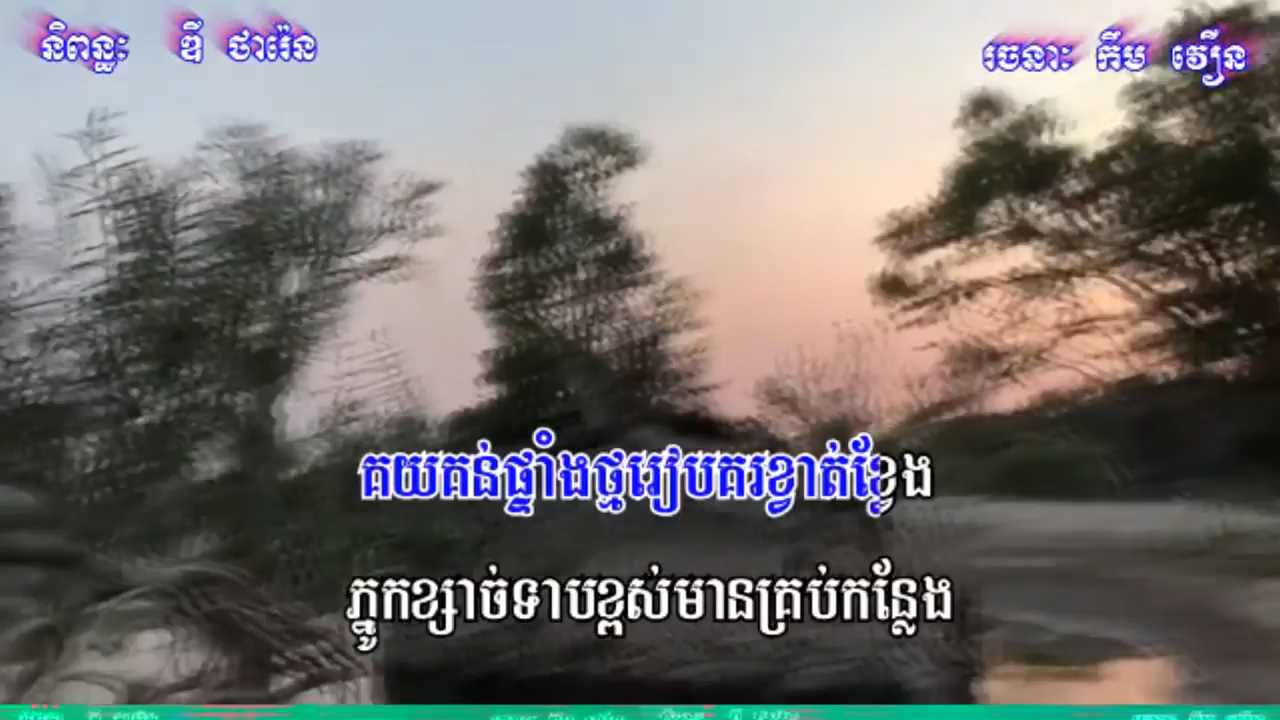 និពន្ធ: ឌី ថារ៉េន
រចនា: កឹម វឿន
គយគន់ផ្ទាំងថ្មរៀបគរខ្វាត់ខ្វែង
ភ្នូកខ្សាច់ទាបខ្ពស់មានគ្រប់កន្លែង